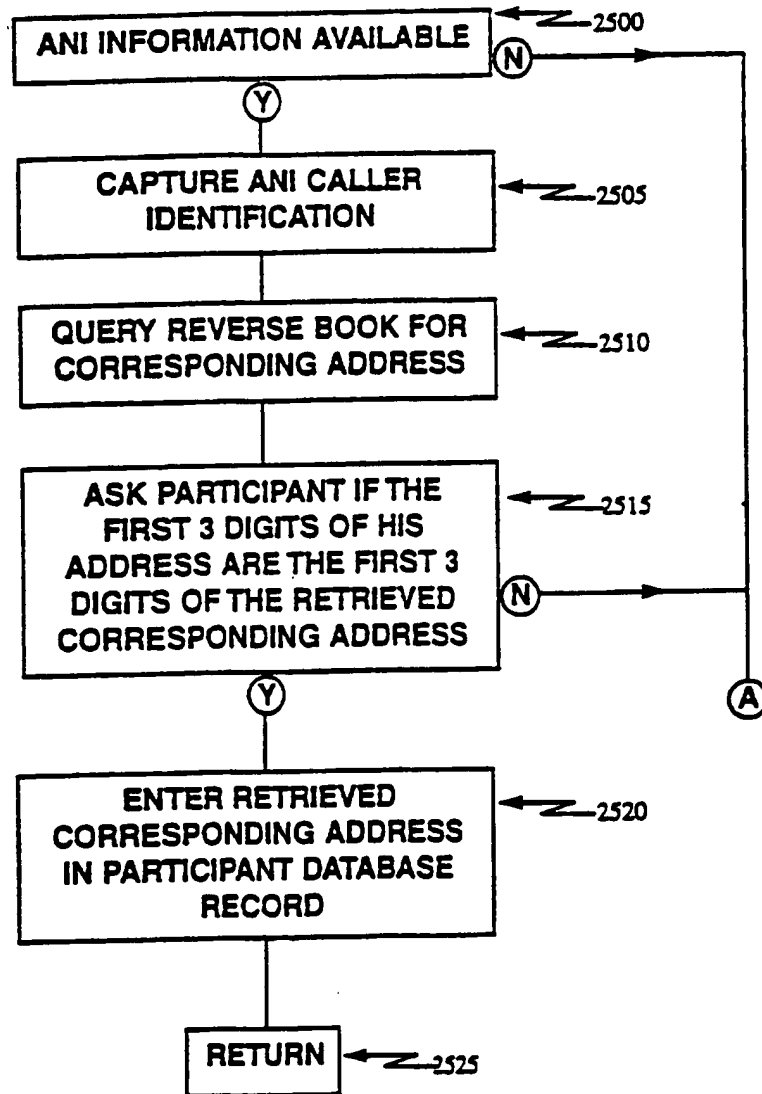 ANI INFORMATION AVAILABLE
2500
N
Y
CAPTURE ANI CALLER
IDENTIFICATION
2505
QUERY REVERSE BOOK FOR
CORRESPONDING ADDRESS
2510
ASK PARTICIPANT IF THE
FIRST 3 DIGITS OF HIS
ADDRESS ARE THE FIRST 3
DIGITS OF THE RETRIEVED
CORRESPONDING ADDRESS
2515
N
Y
A
ENTER RETRIEVED
CORRESPONDING ADDRESS
IN PARTICIPANT DATABASE
RECORD
2520
RETURN
2525